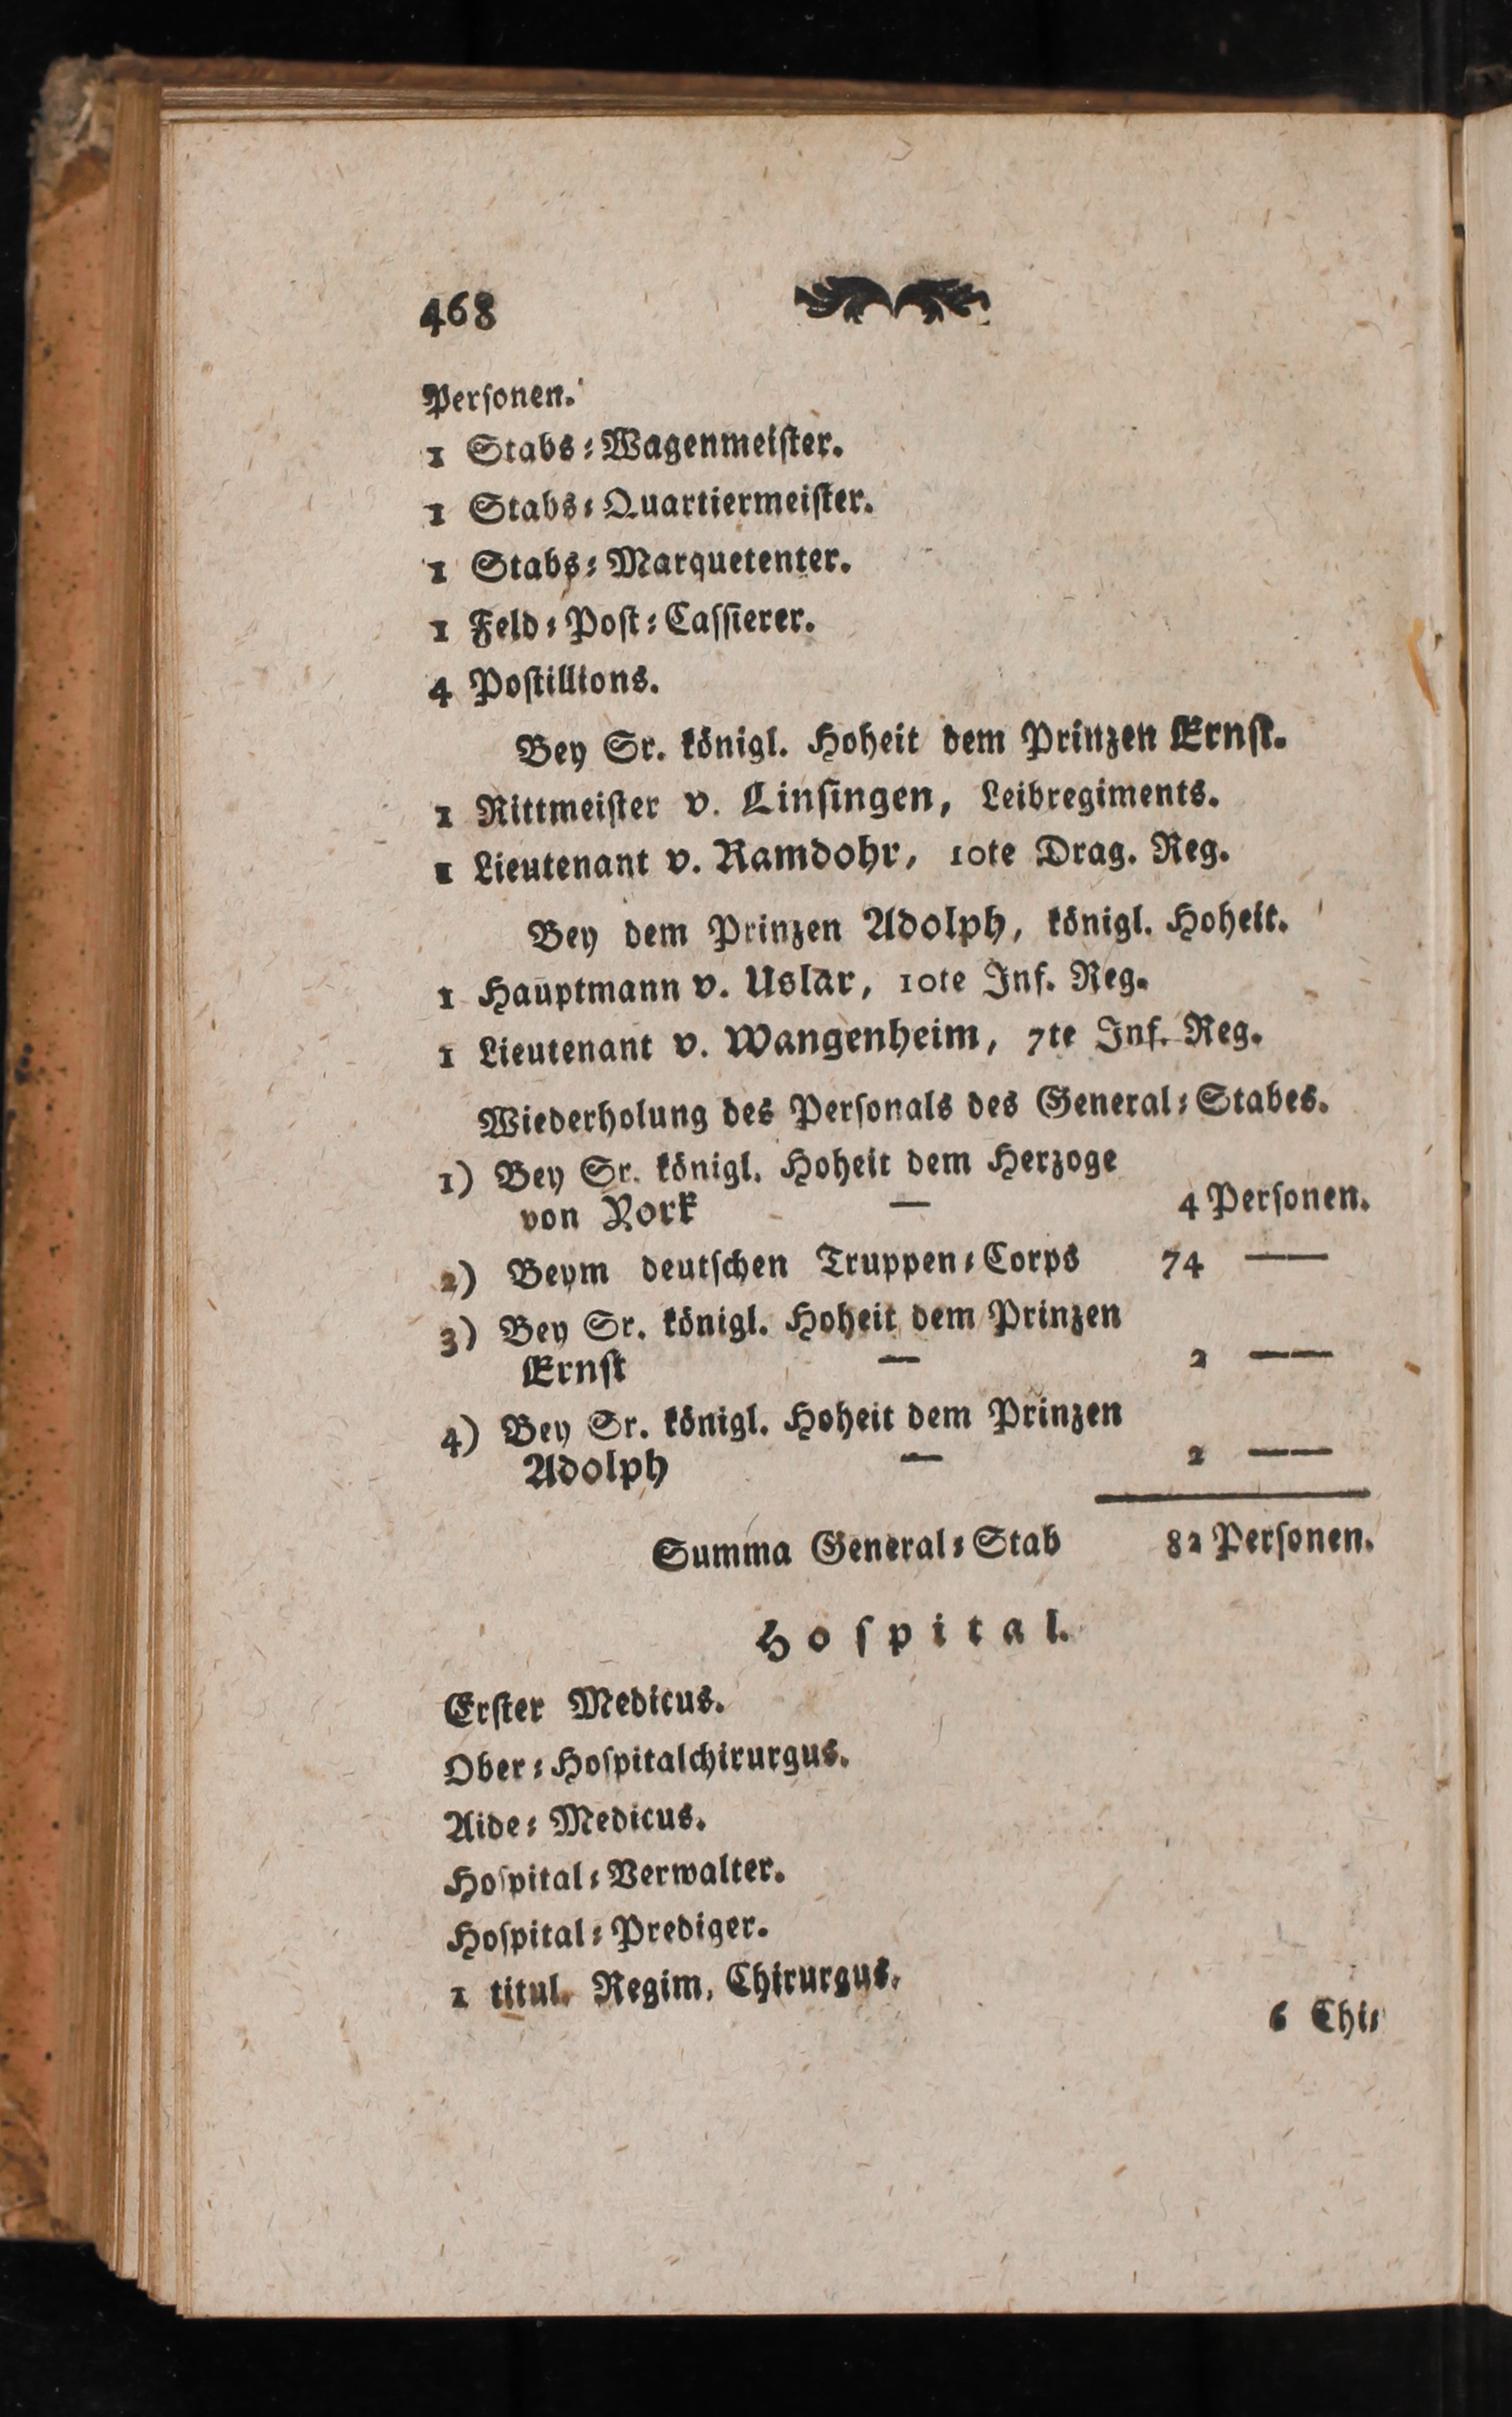 468
Personen.
1 Stabs-Wagenmeister.
1 Stabs-Quartiermeister.
1 Stabs-Marquetenter.
1 Feld-Post-Cassierer.
4 Postillions.
Bey Sr. königl. Hoheit dem Prinzen Ernst.
1 Rittmeister v. Linsingen, Leibregiments.
1 Lieutenant v. Ramdohr, 10te Drag. Reg.
Bey dem Prinzen Adolph, königl. Hoheit.
1 Hauptmann v. Uslar, 10te Inf. Reg.
1 Lieutenant v. Wangenheim, 7te Inf. Reg.
Wiederholung des Personals des General-Stabes.
1) Bey Sr. königl. Hoheit dem Herzoge
von York — 4 Personen.
2) Beym deutschen Truppen-Corps 74 —
3) Bey Sr. königl. Hoheit dem Prinzen
Ernst — 2 —
4) Bey Sr. königl. Hoheit dem Prinzen
Adolph — 2 —
Summa General-Stab 82 Personen.
Hospital.
Erster Medicus.
Ober-Hospitalchirurgus.
Aide-Medicus.
Hospital-Verwalter.
Hospital-Prediger.
1 titul. Regim. Chirurgus.
6 Chi-